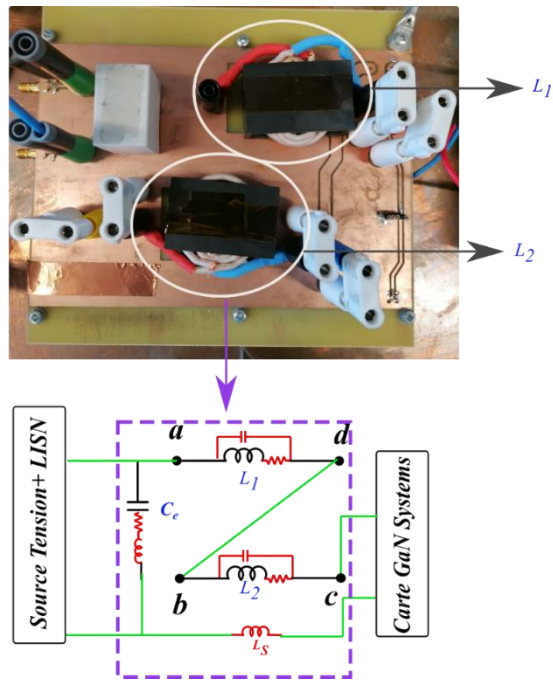 L1
L2
a
d
L1
Source Tension+ LISN
Ce
Carte GaN Systems
b
L2
c
LS